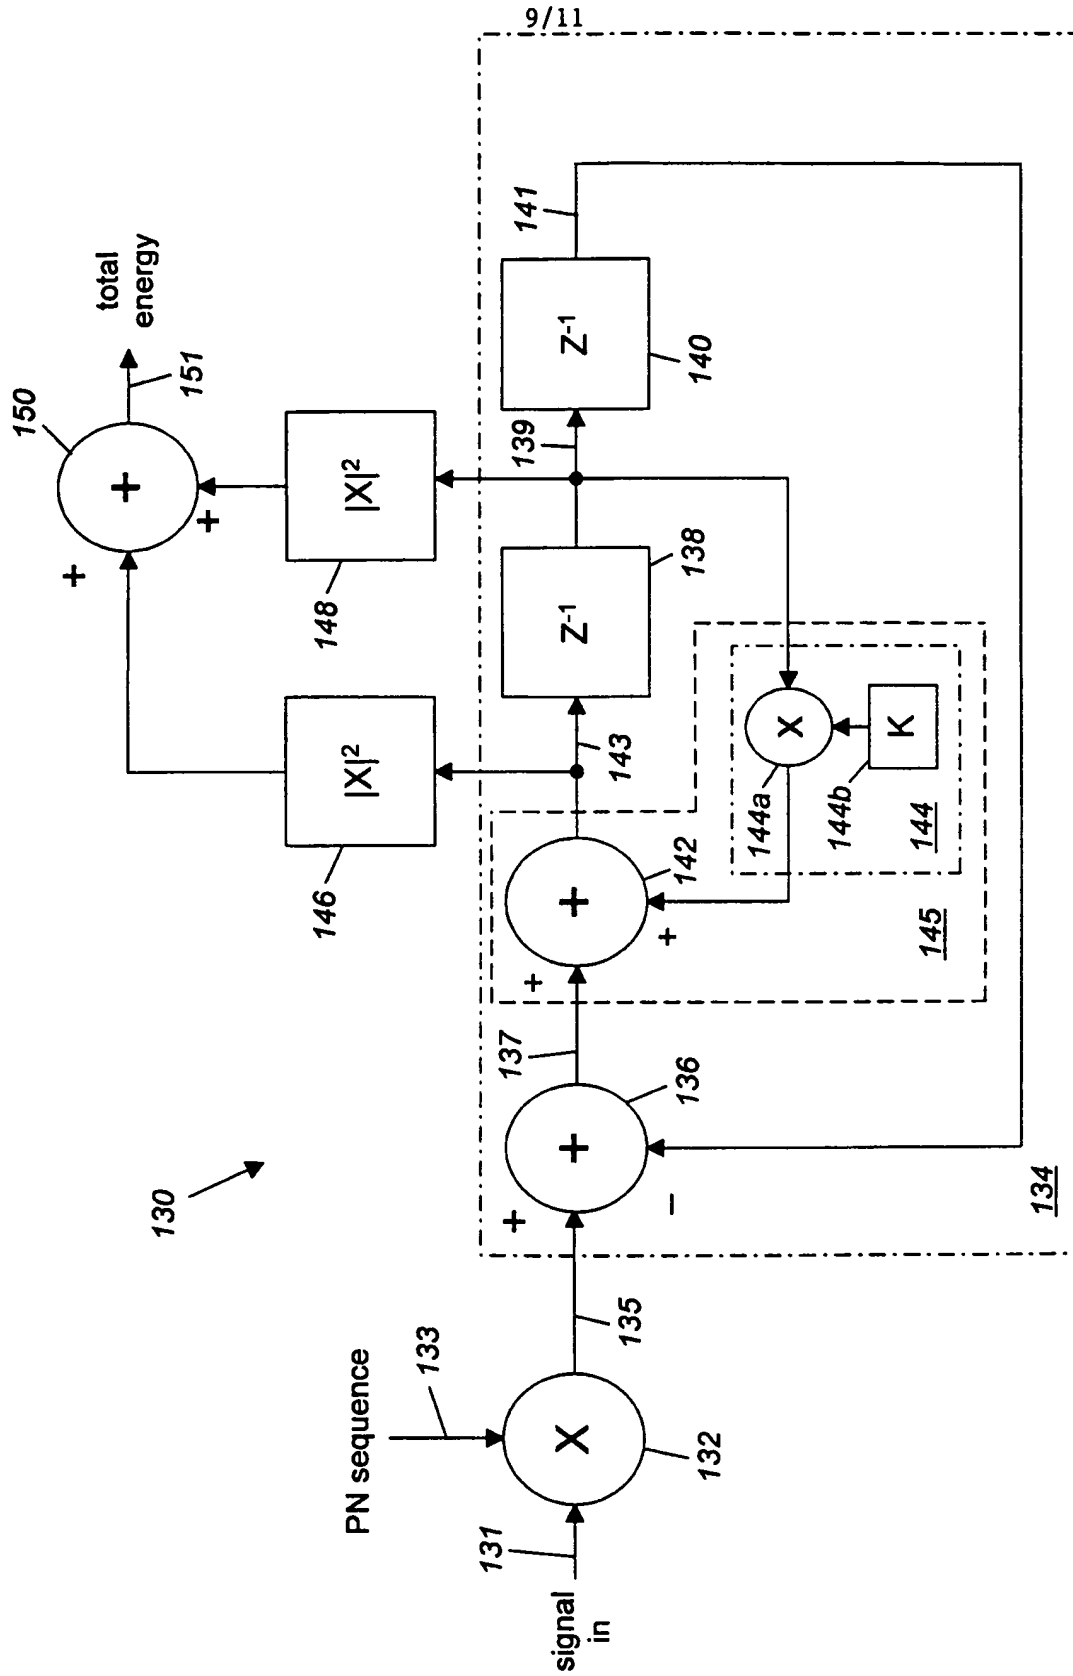 9/11
130
signal
in
131
X
132
PN sequence
133
135
+
+
−
136
137
+
+
+
142
143
Z⁻¹
138
139
Z⁻¹
140
141
X
144a
K
144b
144
145
134
|X|²
146
|X|²
148
+
+
+
150
151
total
energy